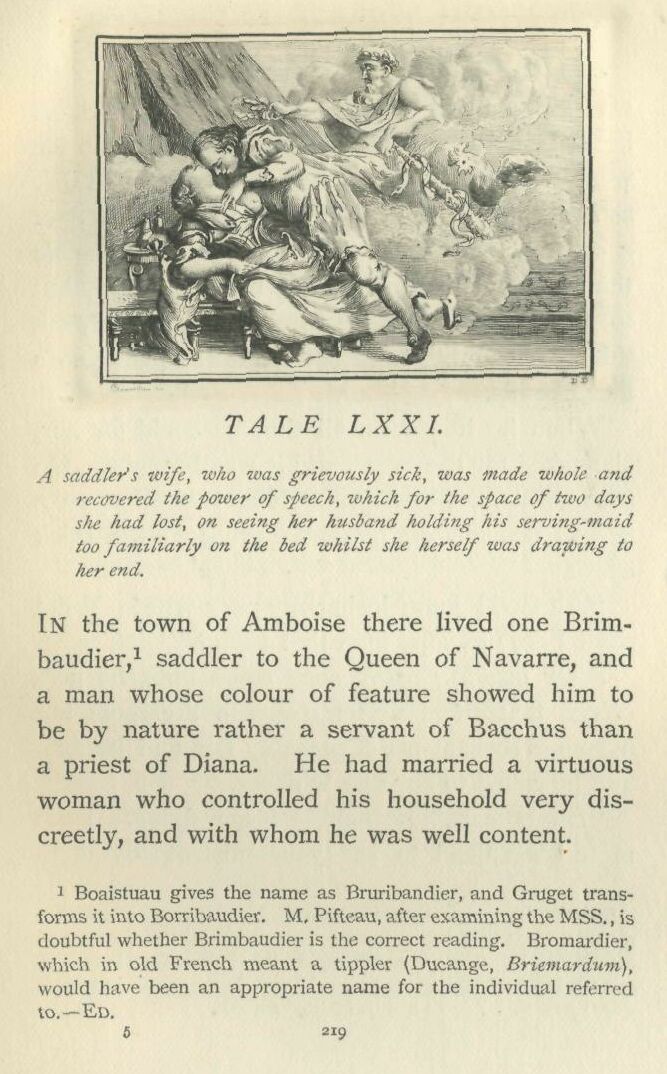 TALE LXXI.
A saddler's wife, who was grievously sick, was made whole and
recovered the power of speech, which for the space of two days
she had lost, on seeing her husband holding his serving-maid
too familiarly on the bed whilst she herself was drawing to
her end.
IN the town of Amboise there lived one Brim-
baudier,¹ saddler to the Queen of Navarre, and
a man whose colour of feature showed him to
be by nature rather a servant of Bacchus than
a priest of Diana. He had married a virtuous
woman who controlled his household very dis-
creetly, and with whom he was well content.
¹ Boaistuau gives the name as Bruribandier, and Gruget trans-
forms it into Borribaudier. M. Pifteau, after examining the MSS., is
doubtful whether Brimbaudier is the correct reading. Bromardier,
which in old French meant a tippler (Ducange, Briemardum),
would have been an appropriate name for the individual referred
to.—ED.
5 219